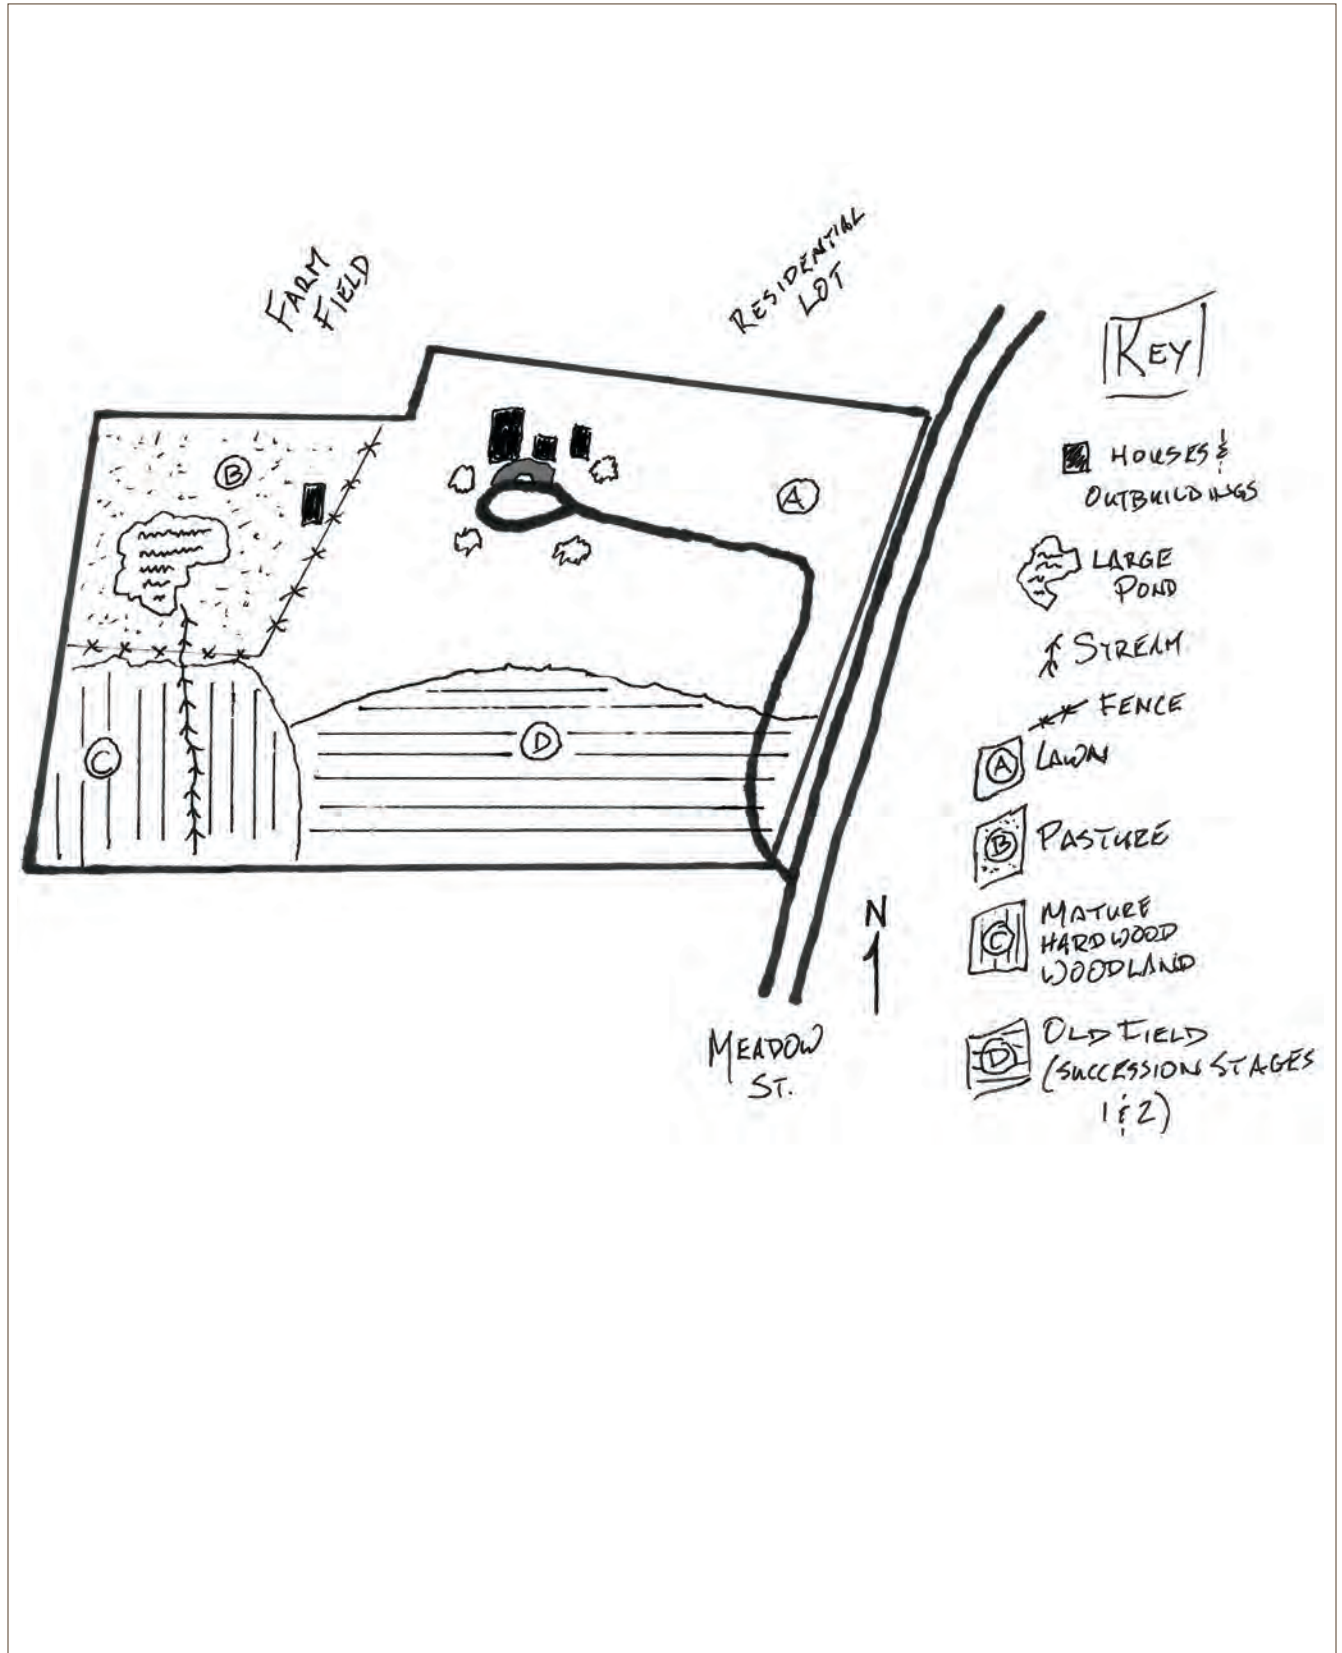 FARM
FIELD
RESIDENTIAL
LOT
KEY
HOUSES &
OUTBUILDINGS
LARGE
POND
STREAM
FENCE
A LAWN
B PASTURE
C MATURE
HARDWOOD
WOODLAND
D OLD FIELD
(SUCCESSION STAGES
1 & 2)
B
A
D
C
N
MEADOW
ST.